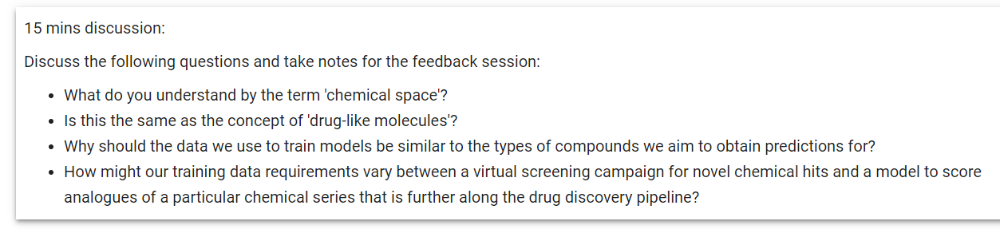 15 mins discussion:
Discuss the following questions and take notes for the feedback session:
• What do you understand by the term 'chemical space'?
• Is this the same as the concept of 'drug-like molecules'?
• Why should the data we use to train models be similar to the types of compounds we aim to obtain predictions for?
• How might our training data requirements vary between a virtual screening campaign for novel chemical hits and a model to score
analogues of a particular chemical series that is further along the drug discovery pipeline?